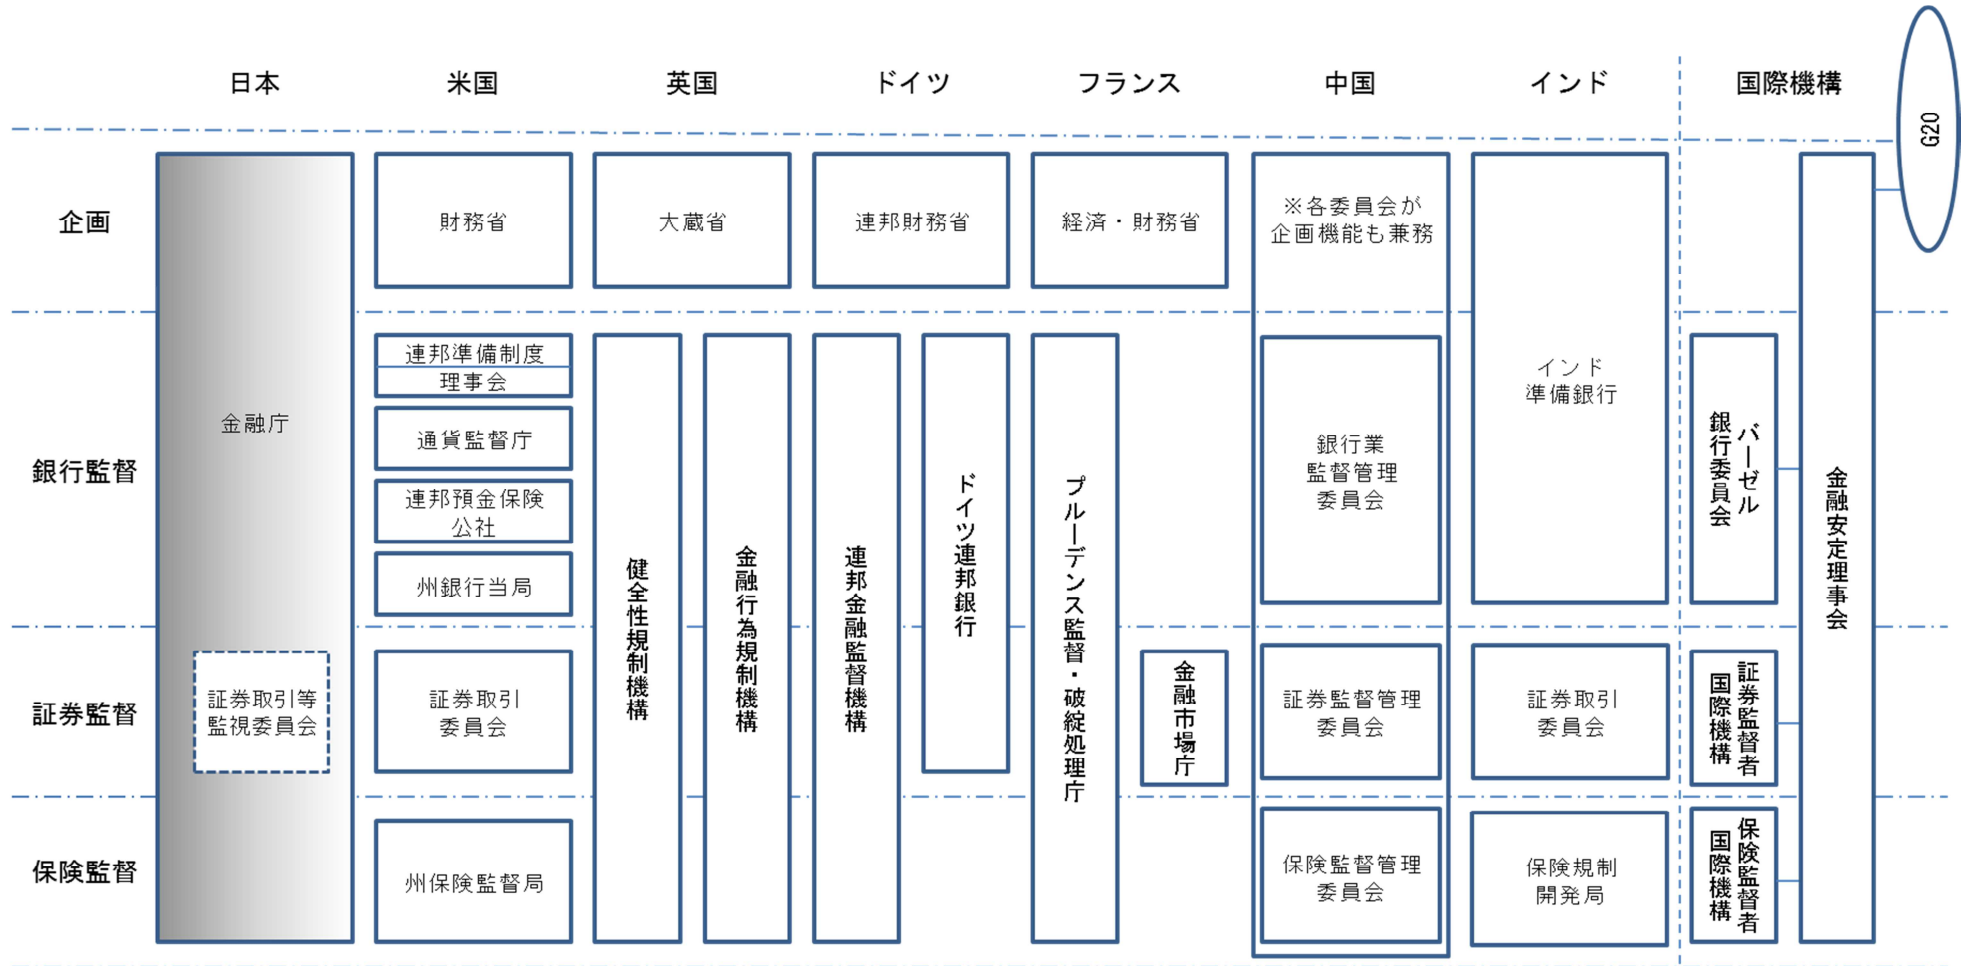 日本
米国
英国
ドイツ
フランス
中国
インド
国際機構
G20
企画
財務省
大蔵省
連邦財務省
経済・財務省
※各委員会が
企画機能も兼務
銀行監督
金融庁
連邦準備制度
理事会
通貨監督庁
連邦預金保険
公社
州銀行当局
健全性規制機構
金融行為規制機構
連邦金融監督機構
ドイツ連邦銀行
プルーデンス監督・破綻処理庁
銀行業
監督管理
委員会
インド
準備銀行
バーゼル
銀行委員会
金融安定理事会
証券監督
証券取引等
監視委員会
証券取引
委員会
金融市場庁
証券監督管理
委員会
証券取引
委員会
証券監督者
国際機構
保険監督
州保険監督局
保険監督管理
委員会
保険規制
開発局
保険監督者
国際機構